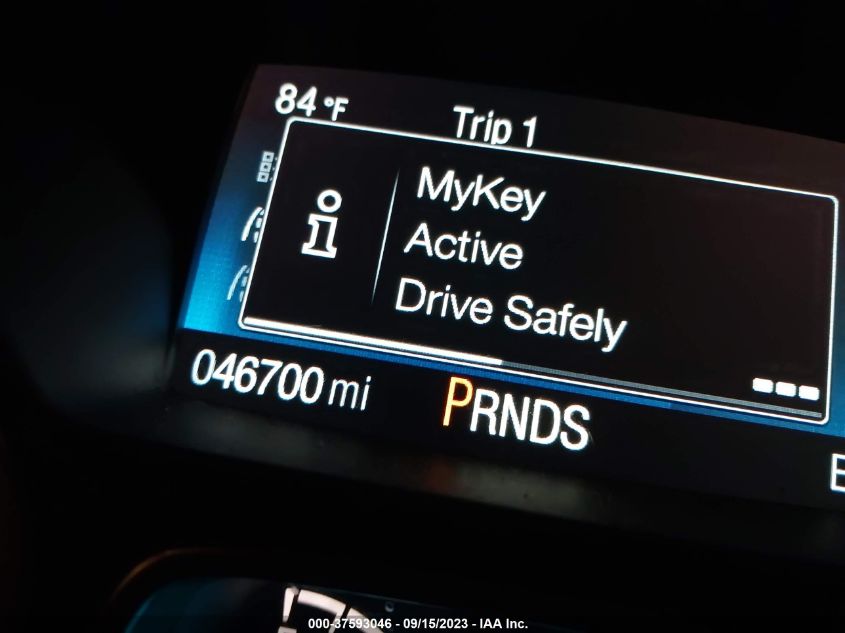 84 °F
Trip 1
i
MyKey
Active
Drive Safely
046700 mi
PRNDS
E
000-37593046 - 09/15/2023 - IAA Inc.